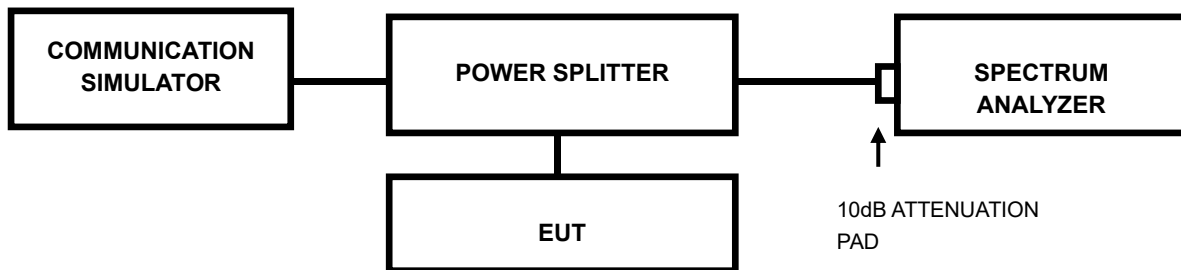 COMMUNICATION
SIMULATOR
POWER SPLITTER
SPECTRUM
ANALYZER
EUT
10dB ATTENUATION
PAD